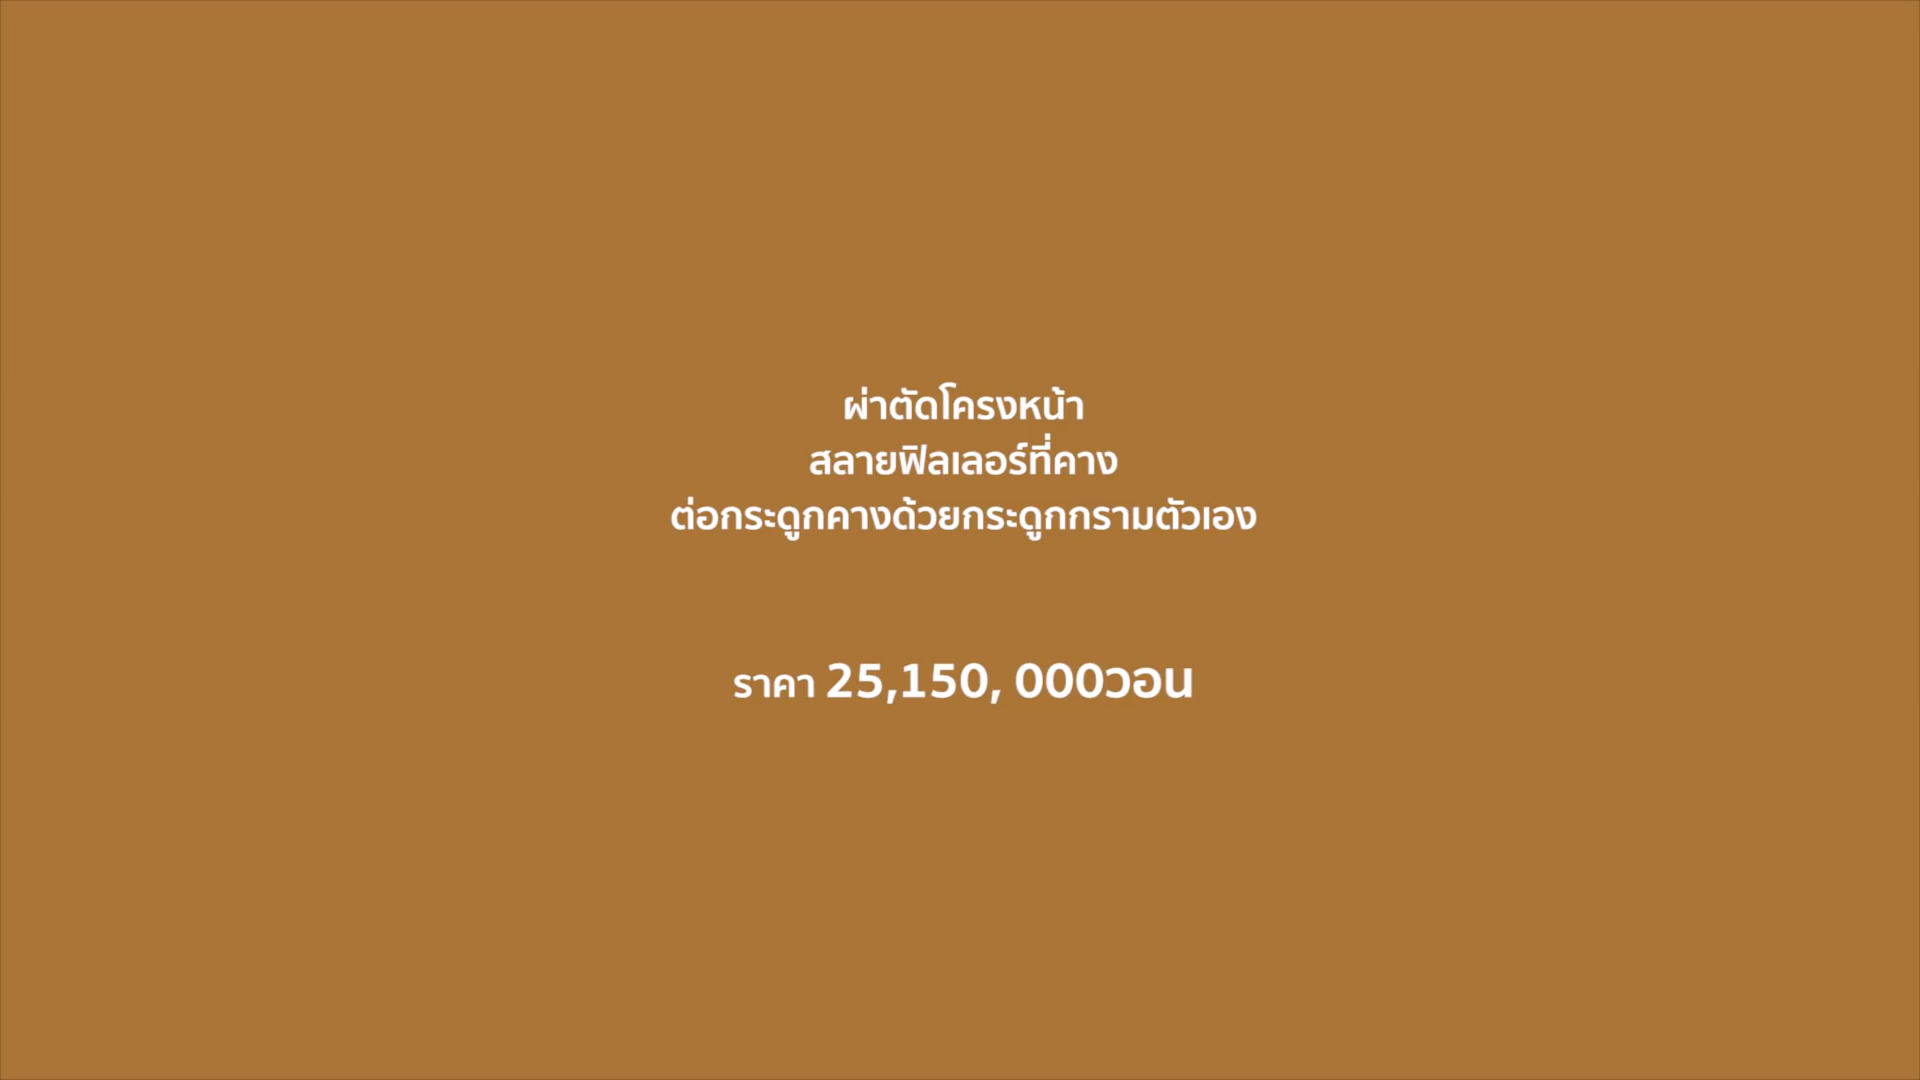 ผ่าตัดโครงหน้า
สลายฟิลเลอร์ที่คาง
ต่อกระดูกคางด้วยกระดูกกรามตัวเอง
ราคา 25,150, 000วอน